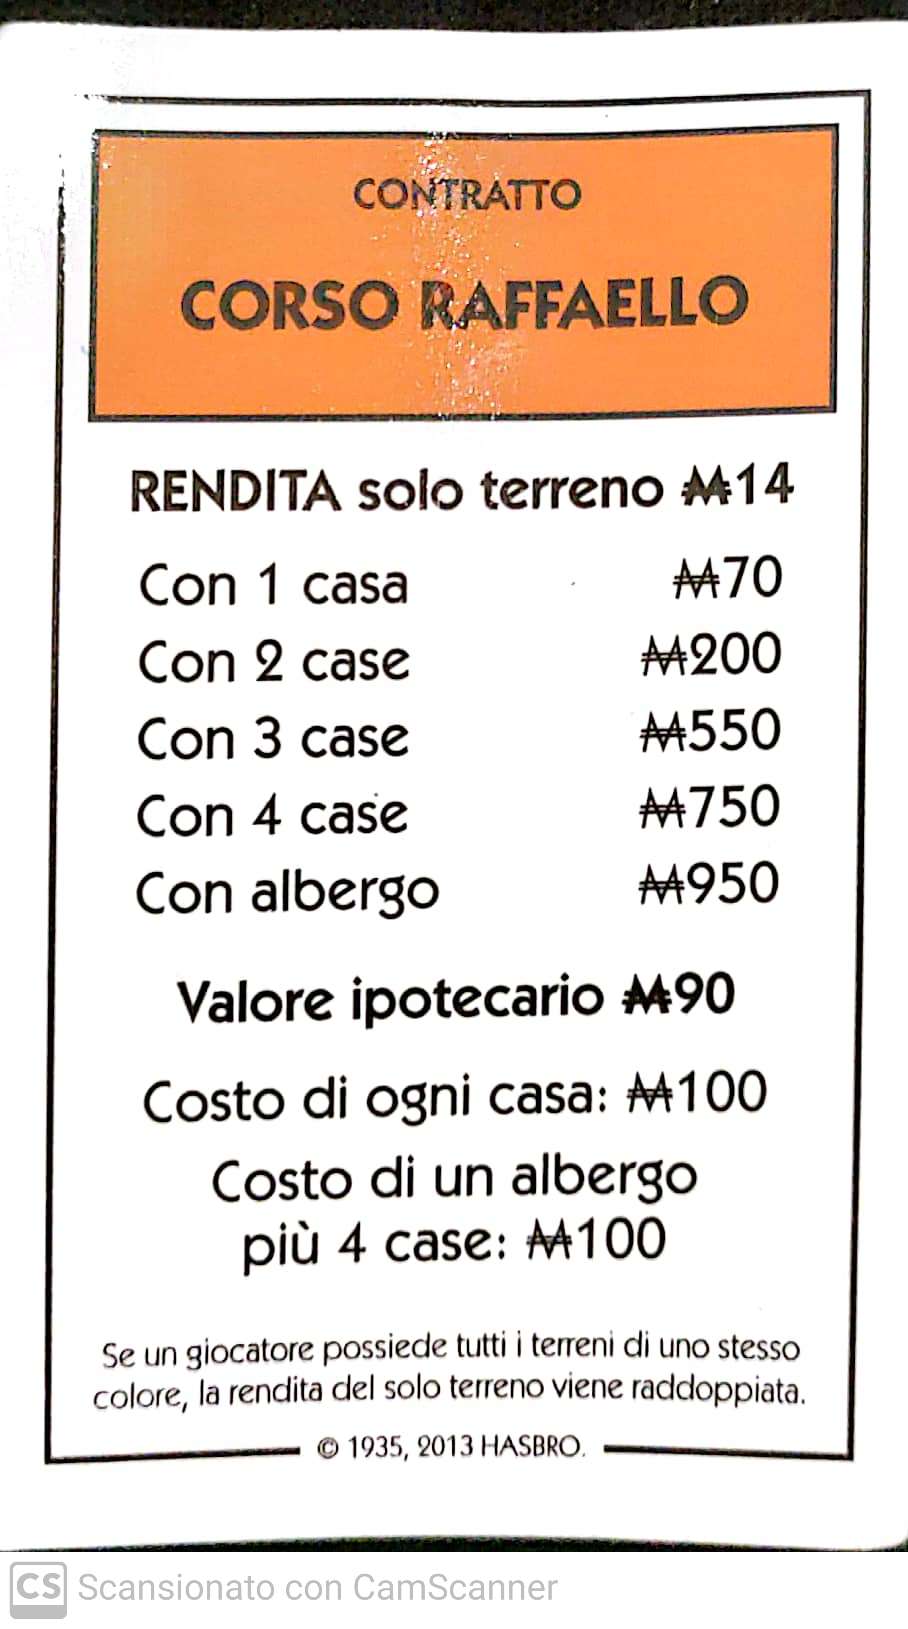 CONTRATTO
CORSO RAFFAELLO
RENDITA solo terreno ₩14
Con 1 casa ₩70
Con 2 case ₩200
Con 3 case ₩550
Con 4 case ₩750
Con albergo ₩950
Valore ipotecario ₩90
Costo di ogni casa: ₩100
Costo di un albergo
più 4 case: ₩100
Se un giocatore possiede tutti i terreni di uno stesso
colore, la rendita del solo terreno viene raddoppiata.
© 1935, 2013 HASBRO.
CS Scansionato con CamScanner